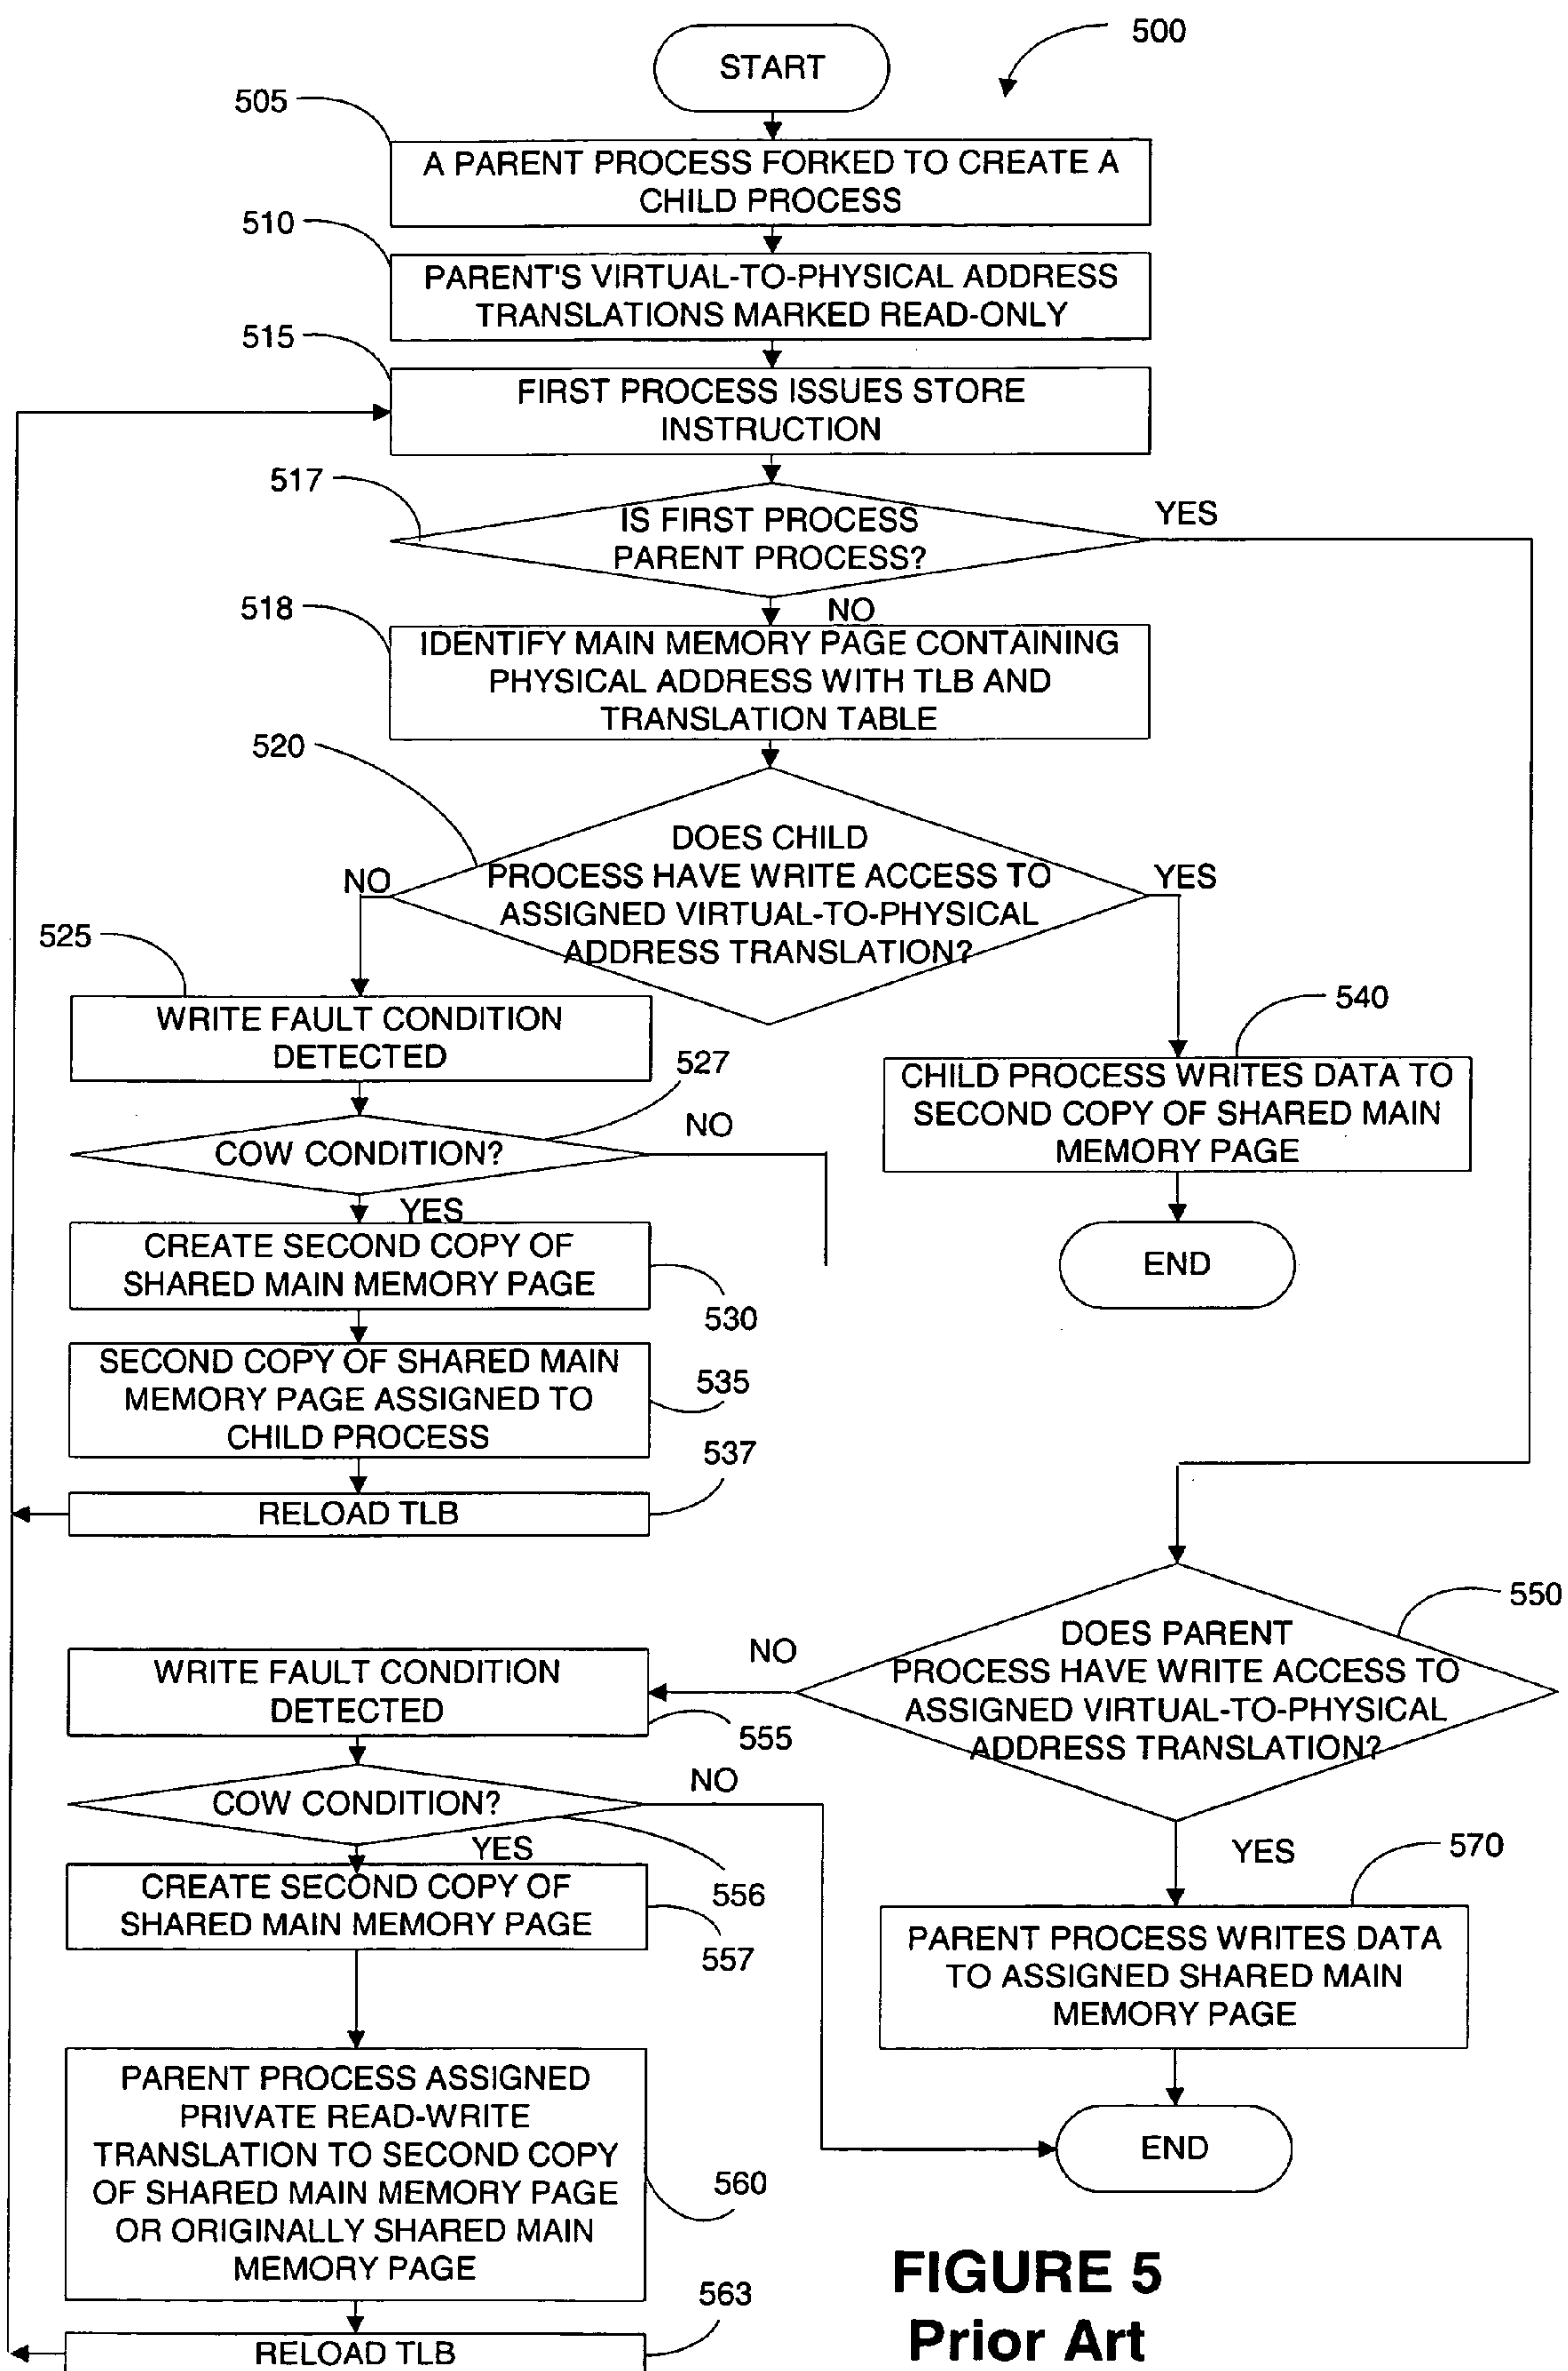 500
START
505
A PARENT PROCESS FORKED TO CREATE A
CHILD PROCESS
510
PARENT'S VIRTUAL-TO-PHYSICAL ADDRESS
TRANSLATIONS MARKED READ-ONLY
515
FIRST PROCESS ISSUES STORE
INSTRUCTION
517
IS FIRST PROCESS
PARENT PROCESS?
YES
NO
518
IDENTIFY MAIN MEMORY PAGE CONTAINING
PHYSICAL ADDRESS WITH TLB AND
TRANSLATION TABLE
520
DOES CHILD
PROCESS HAVE WRITE ACCESS TO
ASSIGNED VIRTUAL-TO-PHYSICAL
ADDRESS TRANSLATION?
NO
YES
525
WRITE FAULT CONDITION
DETECTED
540
CHILD PROCESS WRITES DATA TO
SECOND COPY OF SHARED MAIN
MEMORY PAGE
END
527
COW CONDITION?
NO
YES
CREATE SECOND COPY OF
SHARED MAIN MEMORY PAGE
530
SECOND COPY OF SHARED MAIN
MEMORY PAGE ASSIGNED TO
CHILD PROCESS
535
537
RELOAD TLB
550
DOES PARENT
PROCESS HAVE WRITE ACCESS TO
ASSIGNED VIRTUAL-TO-PHYSICAL
ADDRESS TRANSLATION?
NO
YES
WRITE FAULT CONDITION
DETECTED
555
COW CONDITION?
NO
YES
556
CREATE SECOND COPY OF
SHARED MAIN MEMORY PAGE
557
570
PARENT PROCESS WRITES DATA
TO ASSIGNED SHARED MAIN
MEMORY PAGE
END
PARENT PROCESS ASSIGNED
PRIVATE READ-WRITE
TRANSLATION TO SECOND COPY
OF SHARED MAIN MEMORY PAGE
OR ORIGINALLY SHARED MAIN
MEMORY PAGE
560
563
RELOAD TLB
FIGURE 5
Prior Art